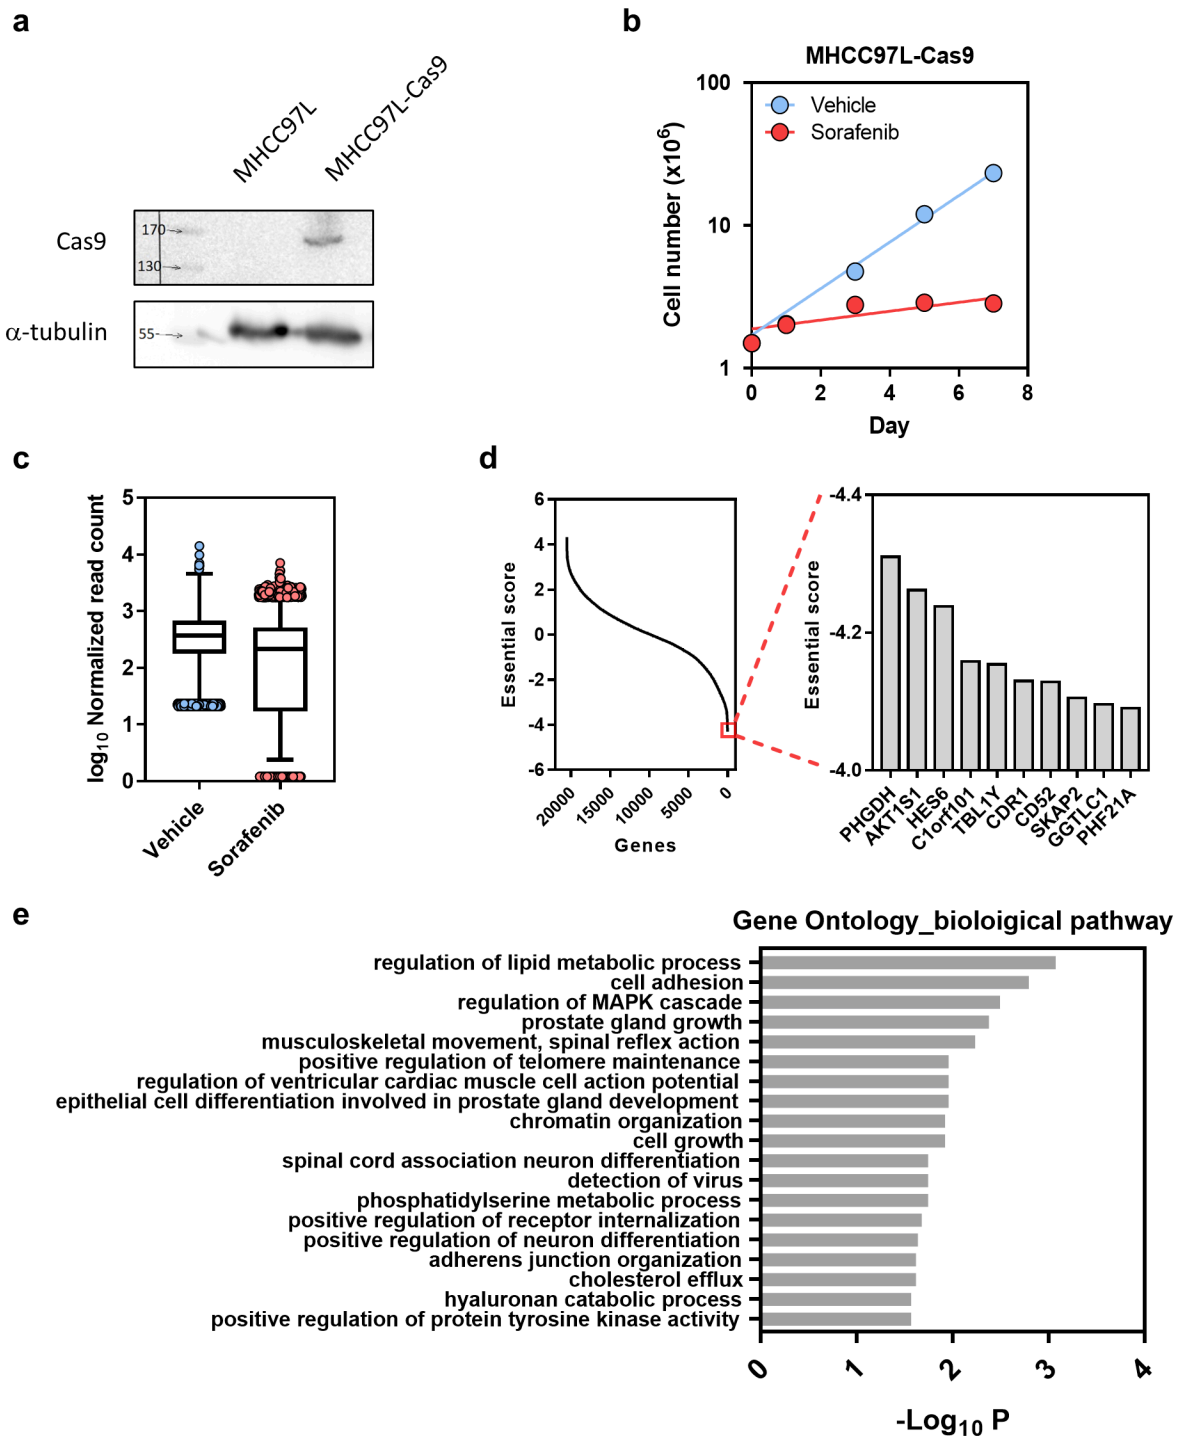 a
MHCC97L
MHCC97L-Cas9
Cas9
170
130
α-tubulin
55
b
MHCC97L-Cas9
Vehicle
Sorafenib
Cell number (x10⁶)
100
10
1
0 2 4 6 8
Day
c
log₁₀ Normalized read count
5
4
3
2
1
0
Vehicle
Sorafenib
d
Essential score
6
4
2
0
-2
-4
-6
20000 15000 10000 5000 0
Genes
Essential score
-4.4
-4.2
-4.0
PHGDH
AKT1S1
HES6
C1orf101
TBL1Y
CDR1
CD52
SKAP2
GGTLC1
PHF21A
e
Gene Ontology_bioloigical pathway
regulation of lipid metabolic process
cell adhesion
regulation of MAPK cascade
prostate gland growth
musculoskeletal movement, spinal reflex action
positive regulation of telomere maintenance
regulation of ventricular cardiac muscle cell action potential
epithelial cell differentiation involved in prostate gland development
chromatin organization
cell growth
spinal cord association neuron differentiation
detection of virus
phosphatidylserine metabolic process
positive regulation of receptor internalization
positive regulation of neuron differentiation
adherens junction organization
cholesterol efflux
hyaluronan catabolic process
positive regulation of protein tyrosine kinase activity
0 1 2 3 4
-Log₁₀ P